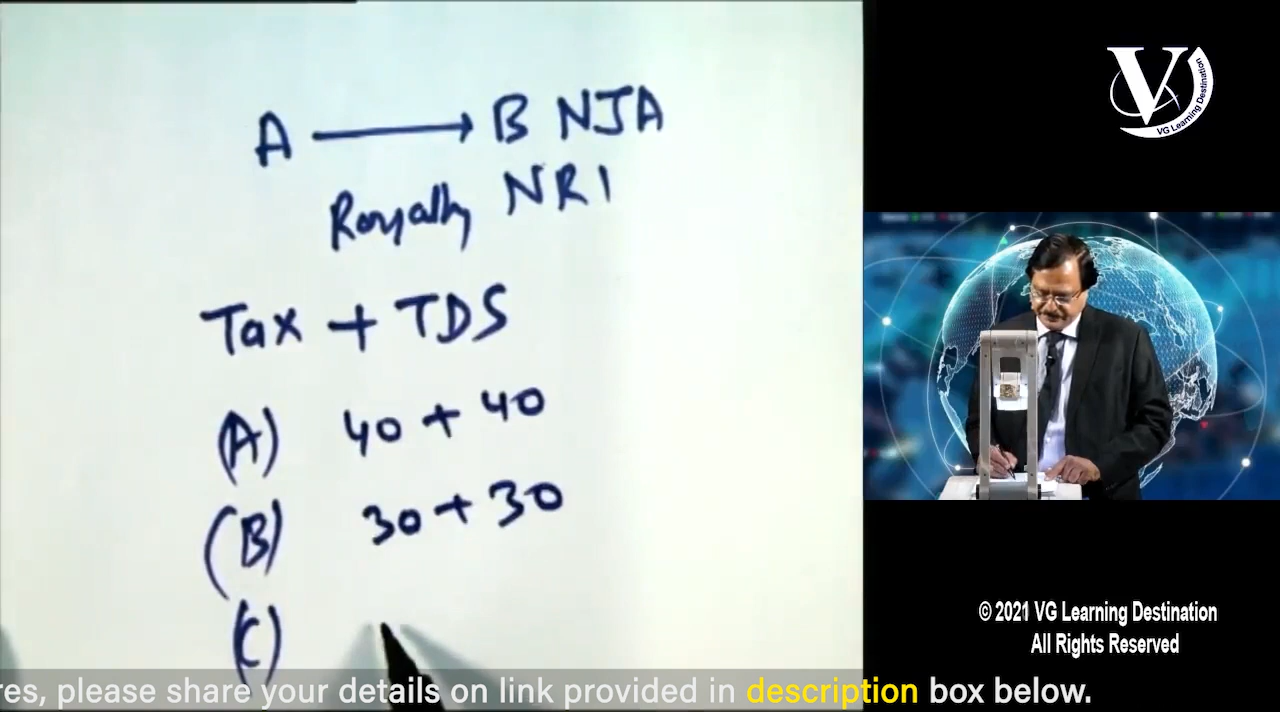 A → B NJA
Royalty NRI
Tax + TDS
(A) 40 + 40
(B) 30 + 30
(C)
V
VG Learning Destination
© 2021 VG Learning Destination
All Rights Reserved
res, please share your details on link provided in description box below.